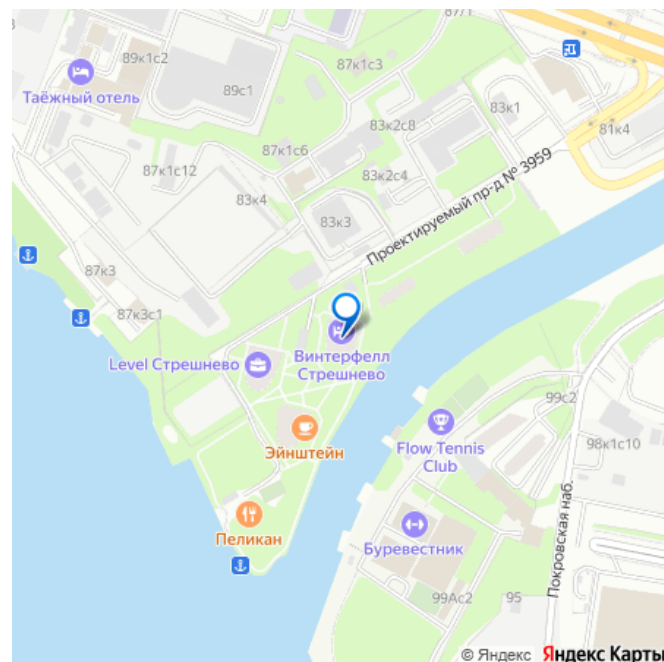 87/1
89к1с2
Таёжный отель
89с1
87к1с3
83к1
81к4
83к2с8
87к1с6
87к1с12
83к2с4
83к4
83к3
Проектируемый пр-д № 3959
87к3
87к3с1
Level Стрешнево
Винтерфелл
Стрешнево
99с2
Эйнштейн
Flow Tennis
Club
98к1с10
Пеликан
Буревестник
Покровская наб.
99Ас2
95
© Яндекс Яндекс Карты